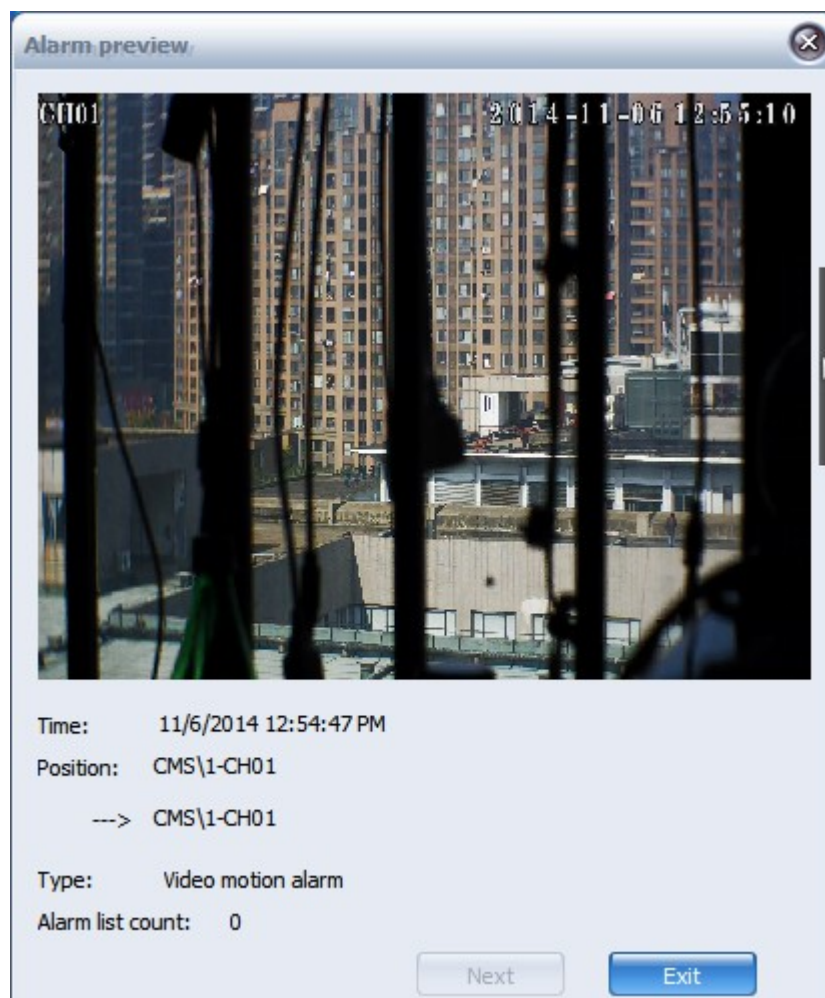 Alarm preview
CH01 2014-11-06 12:55:10
Time: 11/6/2014 12:54:47 PM
Position: CMS\1-CH01
---> CMS\1-CH01
Type: Video motion alarm
Alarm list count: 0
Next Exit